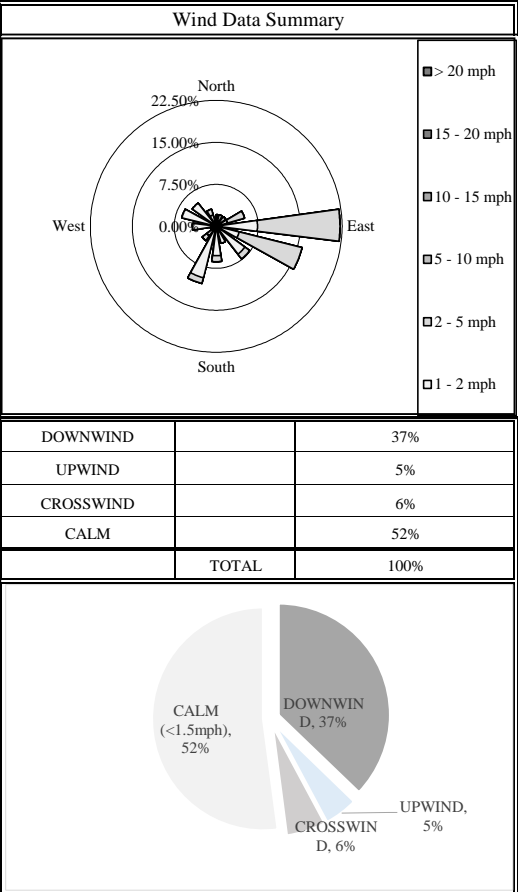 Wind Data Summary
North
22.50%
15.00%
7.50%
0.00%
West
East
South
> 20 mph
15 - 20 mph
10 - 15 mph
5 - 10 mph
2 - 5 mph
1 - 2 mph
DOWNWIND 37%
UPWIND 5%
CROSSWIND 6%
CALM 52%
TOTAL 100%
DOWNWIN
D, 37%
CALM
(<1.5mph),
52%
UPWIND,
5%
CROSSWIN
D, 6%